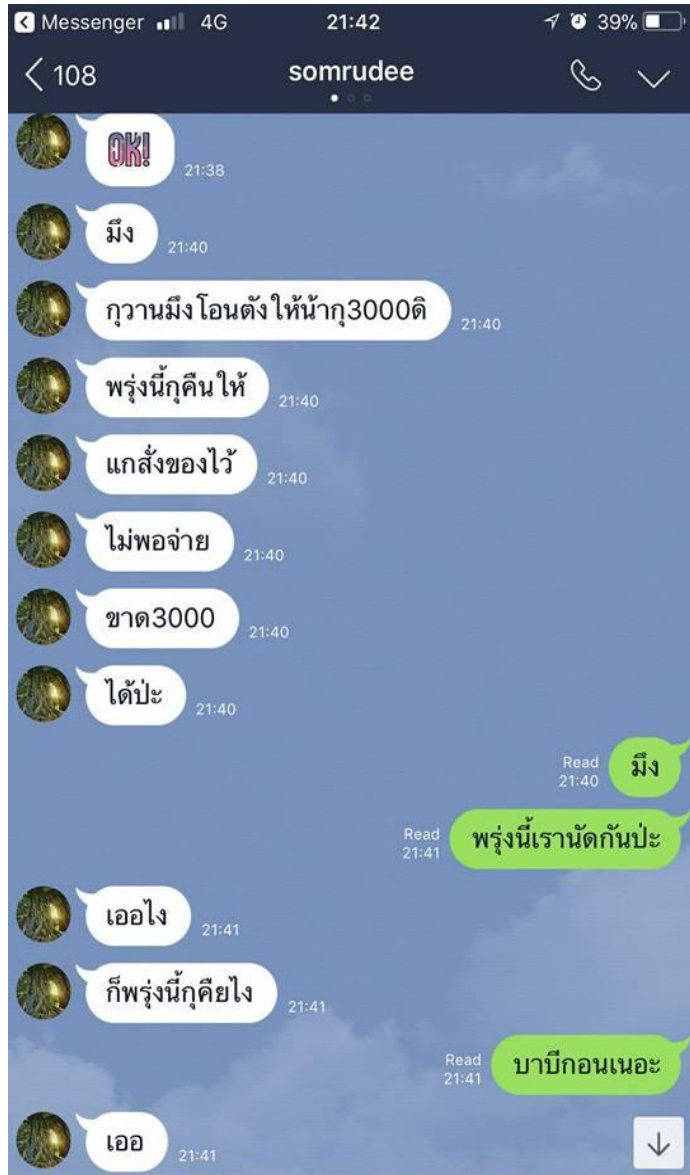 Messenger 4G 21:42 39%
108 somrudee
OK!
21:38
มึง
21:40
กุวานมึงโอนตังให้น้ากุ3000ดิ
21:40
พรุ่งนี้กุคืนให้
21:40
แกสั่งของไว้
21:40
ไม่พอจ่าย
21:40
ขาด3000
21:40
ได้ป่ะ
21:40
Read
21:40
มึง
Read
21:41
พรุ่งนี้เรานัดกันป่ะ
เออไง
21:41
ก็พรุ่งนี้กุคืยไง
21:41
Read
21:41
บาบีกอนเนอะ
เออ
21:41